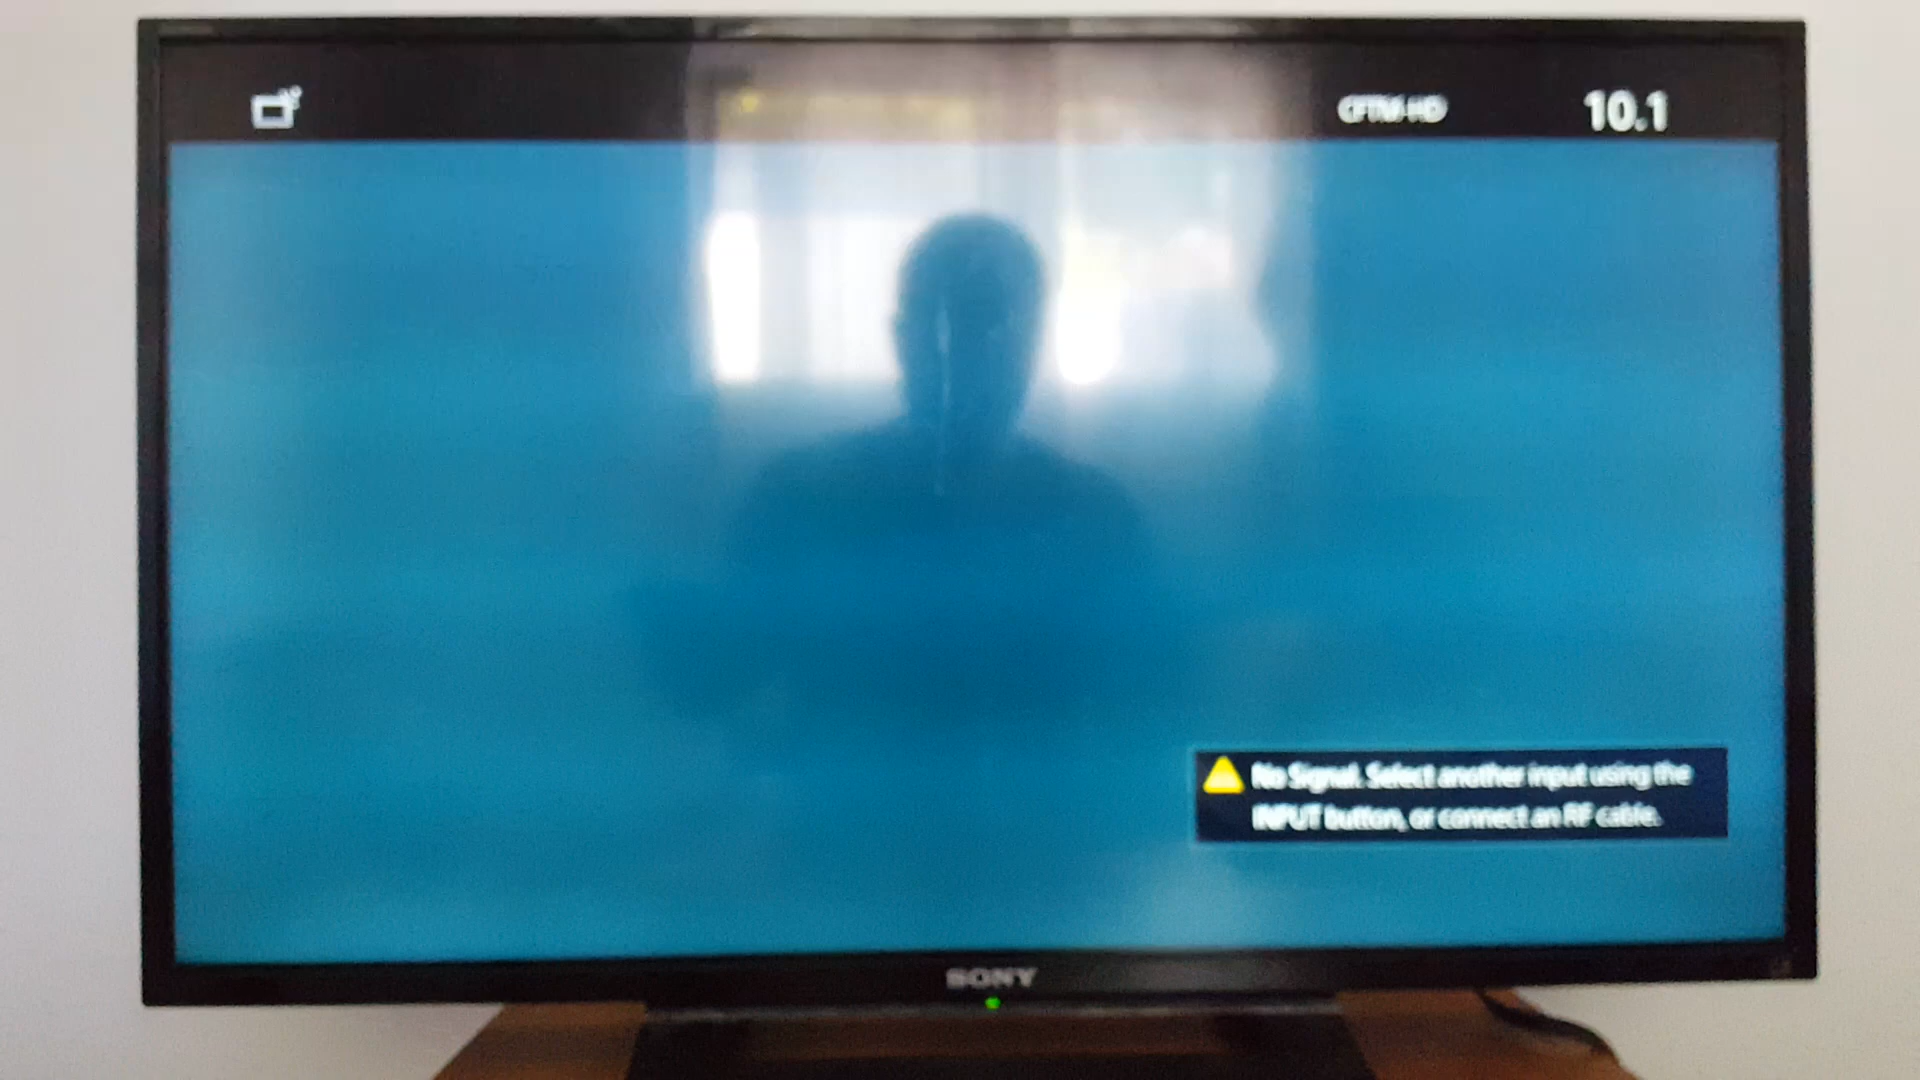 CFTM-HD 10.1
No Signal. Select another input using the
INPUT button, or connect an RF cable.
SONY